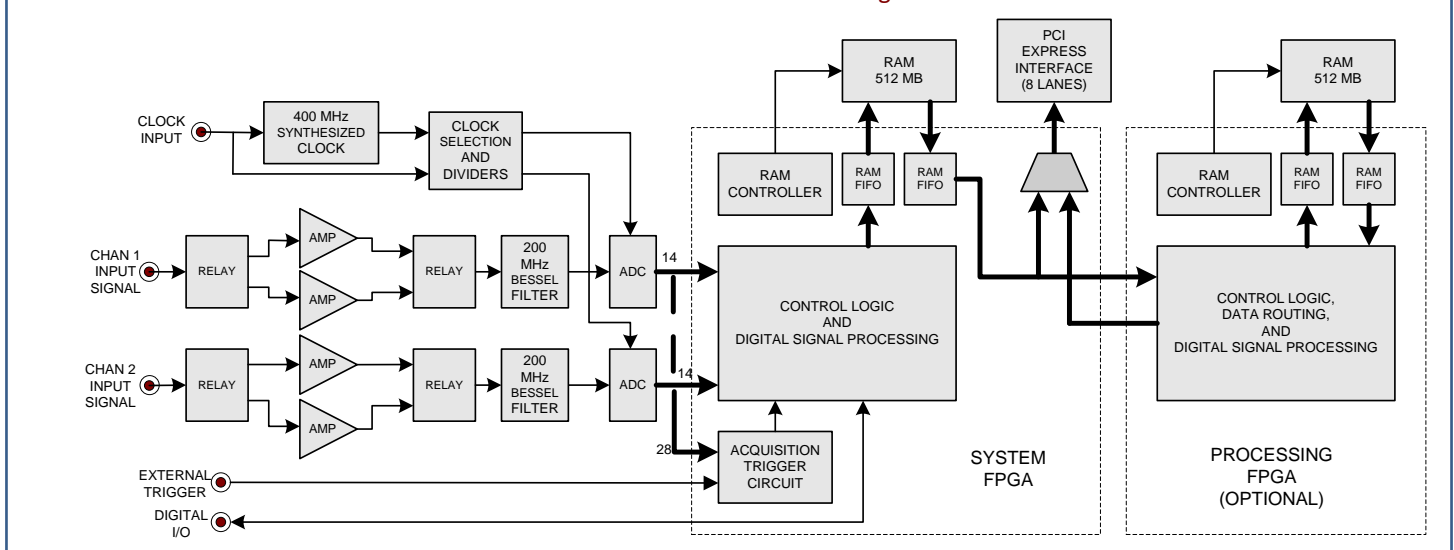 PCI
EXPRESS
INTERFACE
(8 LANES)
RAM
512 MB
RAM
512 MB
CLOCK
INPUT
400 MHz
SYNTHESIZED
CLOCK
CLOCK
SELECTION
AND
DIVIDERS
RAM
CONTROLLER
RAM
FIFO
RAM
FIFO
RAM
CONTROLLER
RAM
FIFO
RAM
FIFO
CHAN 1
INPUT
SIGNAL
RELAY
AMP
AMP
RELAY
200
MHz
BESSEL
FILTER
ADC
14
CONTROL LOGIC
AND
DIGITAL SIGNAL PROCESSING
CONTROL LOGIC,
DATA ROUTING,
AND
DIGITAL SIGNAL PROCESSING
CHAN 2
INPUT
SIGNAL
RELAY
AMP
AMP
RELAY
200
MHz
BESSEL
FILTER
ADC
14
28
ACQUISITION
TRIGGER
CIRCUIT
SYSTEM
FPGA
PROCESSING
FPGA
(OPTIONAL)
EXTERNAL
TRIGGER
DIGITAL
I/O